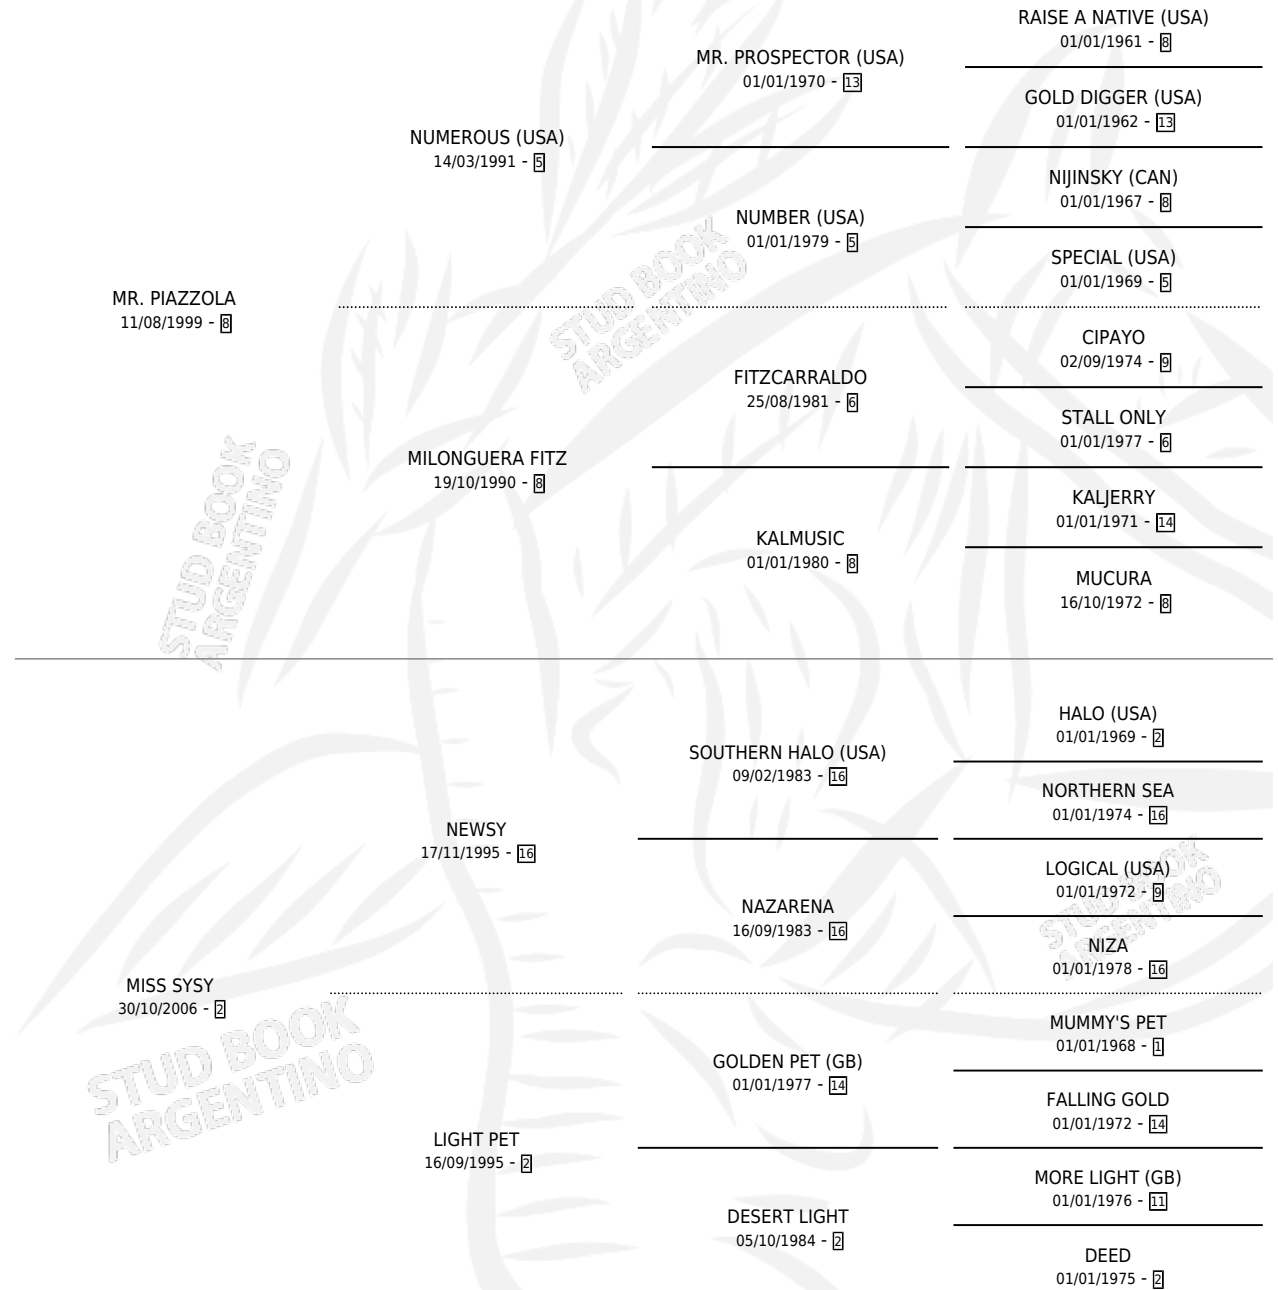 RAISE A NATIVE (USA)
01/01/1961 - 8
MR. PROSPECTOR (USA)
01/01/1970 - 13
GOLD DIGGER (USA)
01/01/1962 - 13
NUMEROUS (USA)
14/03/1991 - 5
NIJINSKY (CAN)
01/01/1967 - 8
NUMBER (USA)
01/01/1979 - 5
SPECIAL (USA)
01/01/1969 - 5
MR. PIAZZOLA
11/08/1999 - 8
STUD BOOK
ARGENTINO
CIPAYO
02/09/1974 - 9
FITZCARRALDO
25/08/1981 - 6
STALL ONLY
01/01/1977 - 6
MILONGUERA FITZ
19/10/1990 - 8
KALJERRY
01/01/1971 - 14
KALMUSIC
01/01/1980 - 8
MUCURA
16/10/1972 - 8
STUD BOOK
ARGENTINO
HALO (USA)
01/01/1969 - 2
SOUTHERN HALO (USA)
09/02/1983 - 16
NORTHERN SEA
01/01/1974 - 16
NEWSY
17/11/1995 - 16
LOGICAL (USA)
01/01/1972 - 9
NAZARENA
16/09/1983 - 16
STUD BOOK
ARGENTINO
NIZA
01/01/1978 - 16
MISS SYSY
30/10/2006 - 2
STUD BOOK
ARGENTINO
MUMMY'S PET
01/01/1968 - 1
GOLDEN PET (GB)
01/01/1977 - 14
FALLING GOLD
01/01/1972 - 14
LIGHT PET
16/09/1995 - 2
MORE LIGHT (GB)
01/01/1976 - 11
DESERT LIGHT
05/10/1984 - 2
DEED
01/01/1975 - 2